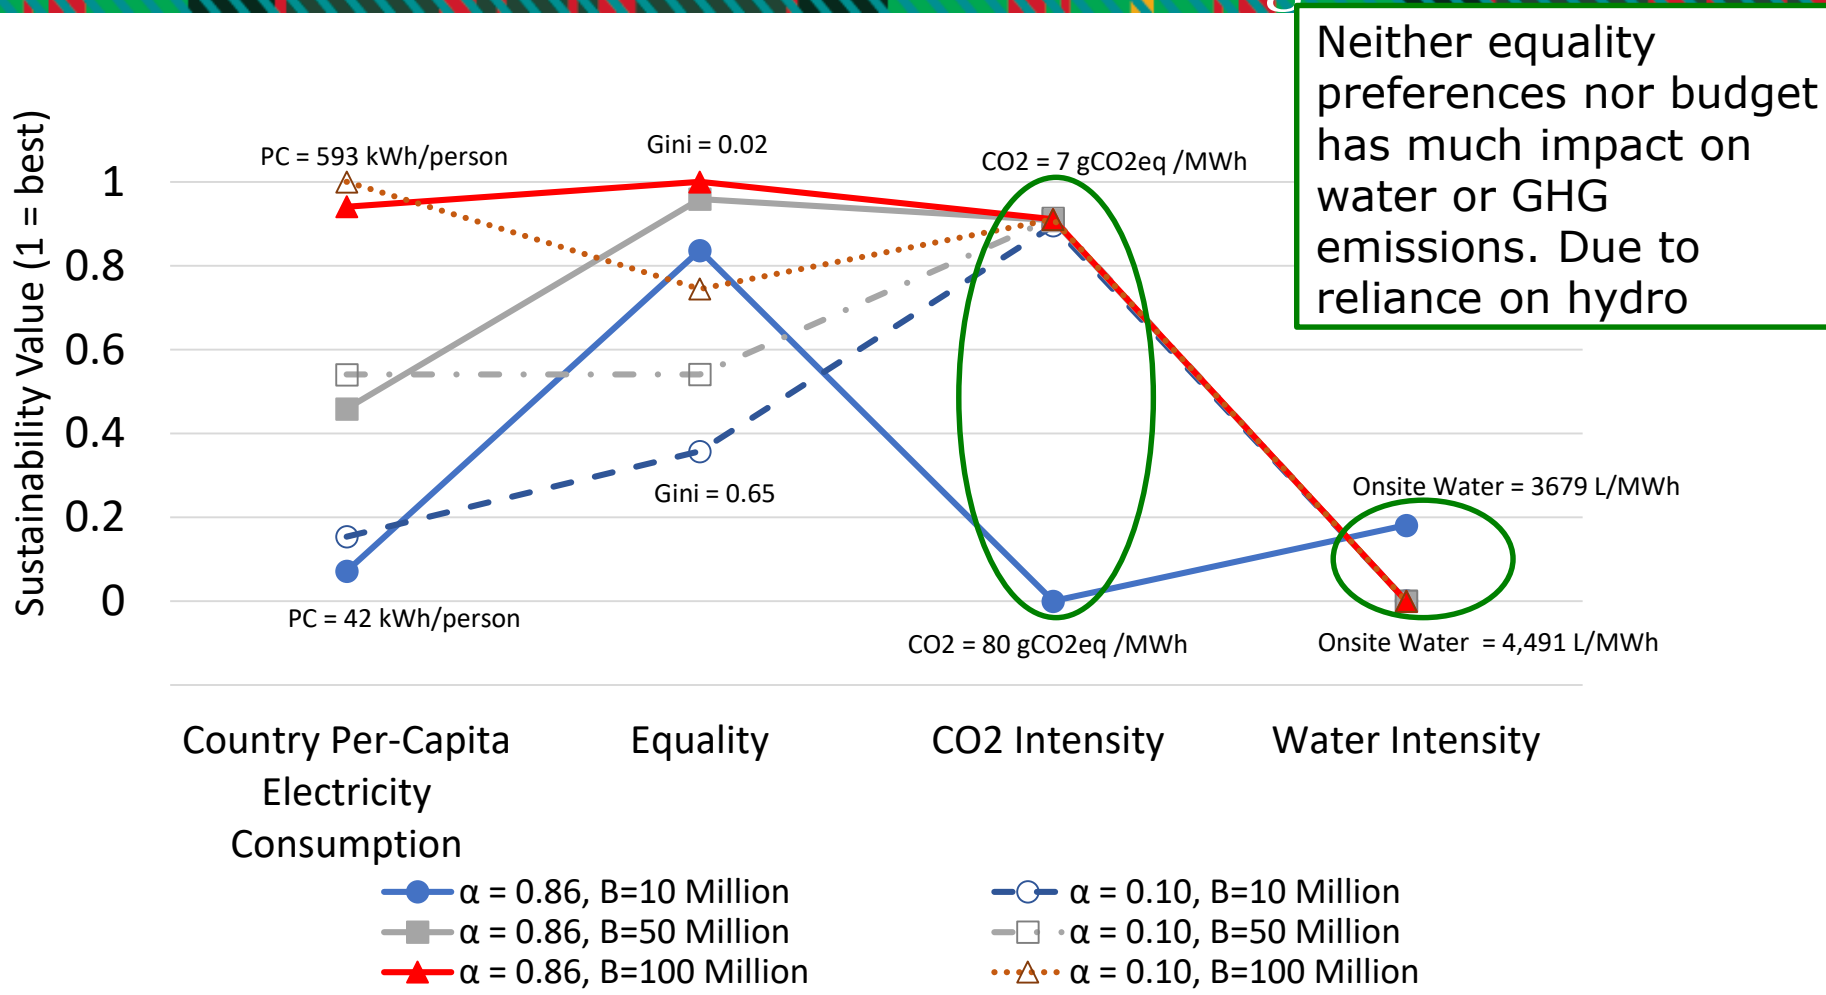 Neither equality
preferences nor budget
has much impact on
water or GHG
emissions. Due to
reliance on hydro
Sustainability Value (1 = best)
1
0.8
0.6
0.4
0.2
0
PC = 593 kWh/person
Gini = 0.02
CO2 = 7 gCO2eq /MWh
Gini = 0.65
Onsite Water = 3679 L/MWh
PC = 42 kWh/person
CO2 = 80 gCO2eq /MWh
Onsite Water = 4,491 L/MWh
Country Per-Capita
Electricity
Consumption
Equality
CO2 Intensity
Water Intensity
α = 0.86, B=10 Million
α = 0.10, B=10 Million
α = 0.86, B=50 Million
α = 0.10, B=50 Million
α = 0.86, B=100 Million
α = 0.10, B=100 Million